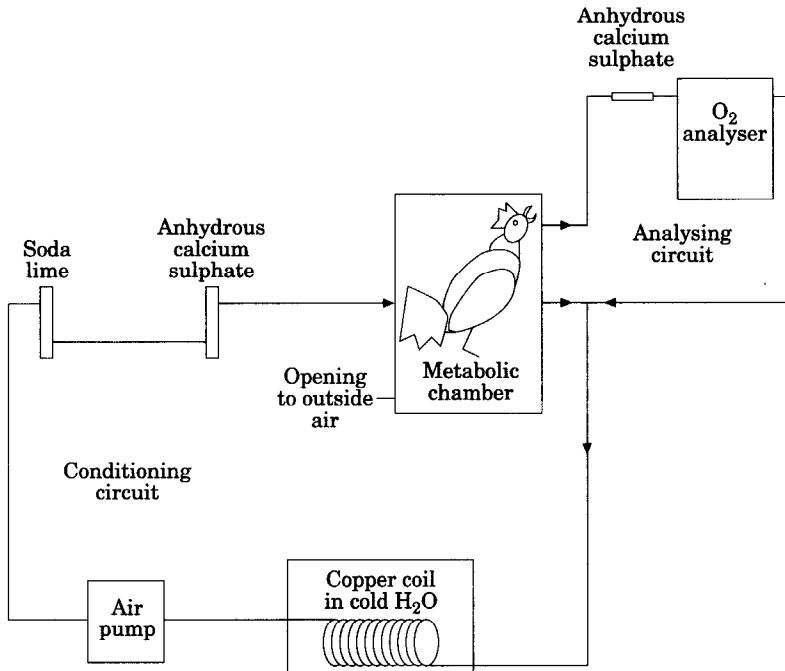 Anhydrous
calcium
sulphate
O₂
analyser
Analysing
circuit
Soda
lime
Anhydrous
calcium
sulphate
Metabolic
chamber
Opening
to outside
air
Conditioning
circuit
Air
pump
Copper coil
in cold H₂O